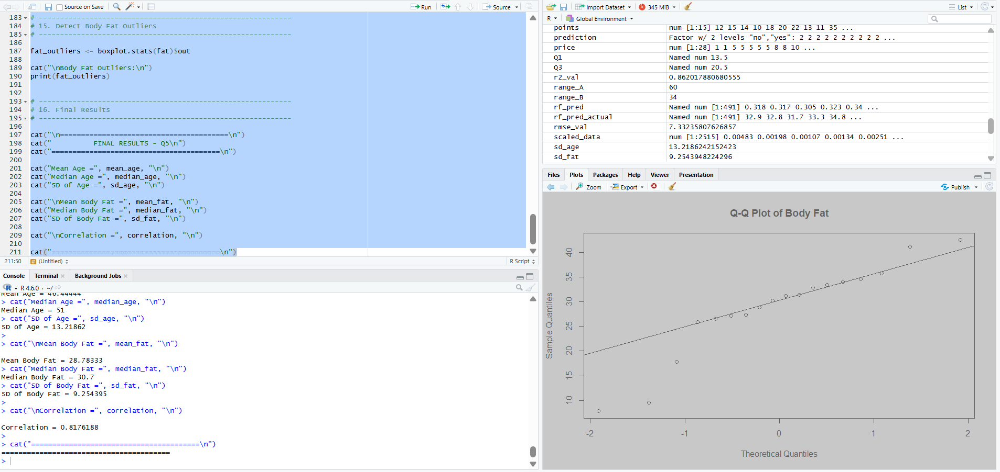 Source on Save
Run
Source
183 # ------------------------------------------------------------
184 # 15. Detect Body Fat Outliers
185 # ------------------------------------------------------------
186
187 fat_outliers <- boxplot.stats(fat)$out
188
189 cat("\nBody Fat Outliers:\n")
190 print(fat_outliers)
191
192
193 # ------------------------------------------------------------
194 # 16. Final Results
195 # ------------------------------------------------------------
196
197 cat("\n========================================\n")
198 cat("          FINAL RESULTS - Q5\n")
199 cat("========================================\n")
200
201 cat("Mean Age =", mean_age, "\n")
202 cat("Median Age =", median_age, "\n")
203 cat("SD of Age =", sd_age, "\n")
204
205 cat("\nMean Body Fat =", mean_fat, "\n")
206 cat("Median Body Fat =", median_fat, "\n")
207 cat("SD of Body Fat =", sd_fat, "\n")
208
209 cat("\nCorrelation =", correlation, "\n")
210
211 cat("========================================\n")
211:50 # (Untitled) R Script
Console Terminal Background Jobs
R R 4.6.0 · ~/
Mean Age = 46.44444
> cat("Median Age =", median_age, "\n")
Median Age = 51
> cat("SD of Age =", sd_age, "\n")
SD of Age = 13.21862
>
> cat("\nMean Body Fat =", mean_fat, "\n")
Mean Body Fat = 28.78333
> cat("Median Body Fat =", median_fat, "\n")
Median Body Fat = 30.7
> cat("SD of Body Fat =", sd_fat, "\n")
SD of Body Fat = 9.254395
>
> cat("\nCorrelation =", correlation, "\n")
Correlation = 0.8176188
>
> cat("========================================\n")
========================================
>
Import Dataset 345 MiB List
R Global Environment
points num [1:15] 12 15 14 10 18 20 22 13 11 35 ...
prediction Factor w/ 2 levels "no","yes": 2 2 2 2 2 2 2 2 2 2 ...
price num [1:28] 1 1 5 5 5 5 5 8 8 10 ...
Q1 Named num 13.5
Q3 Named num 20.5
r2_val 0.862017880680555
range_A 60
range_B 34
rf_pred Named num [1:491] 0.318 0.317 0.305 0.323 0.34 ...
rf_pred_actual Named num [1:491] 32.9 32.8 31.7 33.3 34.8 ...
rmse_val 7.33235807626857
scaled_data num [1:2515] 0.00483 0.00198 0.00107 0.00134 0.00251 ...
sd_age 13.2186242152423
sd_fat 9.2543948224296
Files Plots Packages Help Viewer Presentation
Zoom Export Publish
Q-Q Plot of Body Fat
Sample Quantiles
40
35
30
25
20
15
10
-2 -1 0 1 2
Theoretical Quantiles